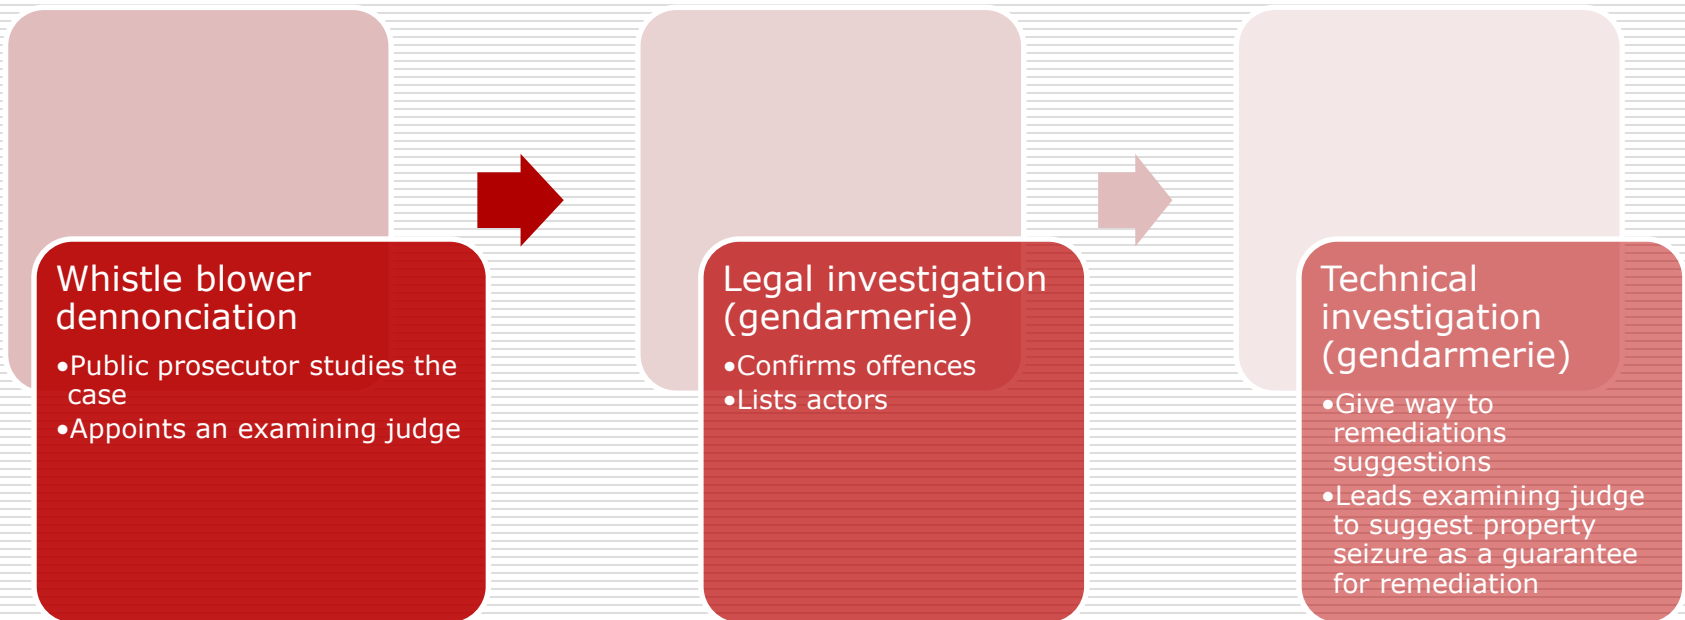 Whistle blower
dennonciation
•Public prosecutor studies the
case
•Appoints an examining judge
Legal investigation
(gendarmerie)
•Confirms offences
•Lists actors
Technical
investigation
(gendarmerie)
•Give way to
remediations
suggestions
•Leads examining judge
to suggest property
seizure as a guarantee
for remediation